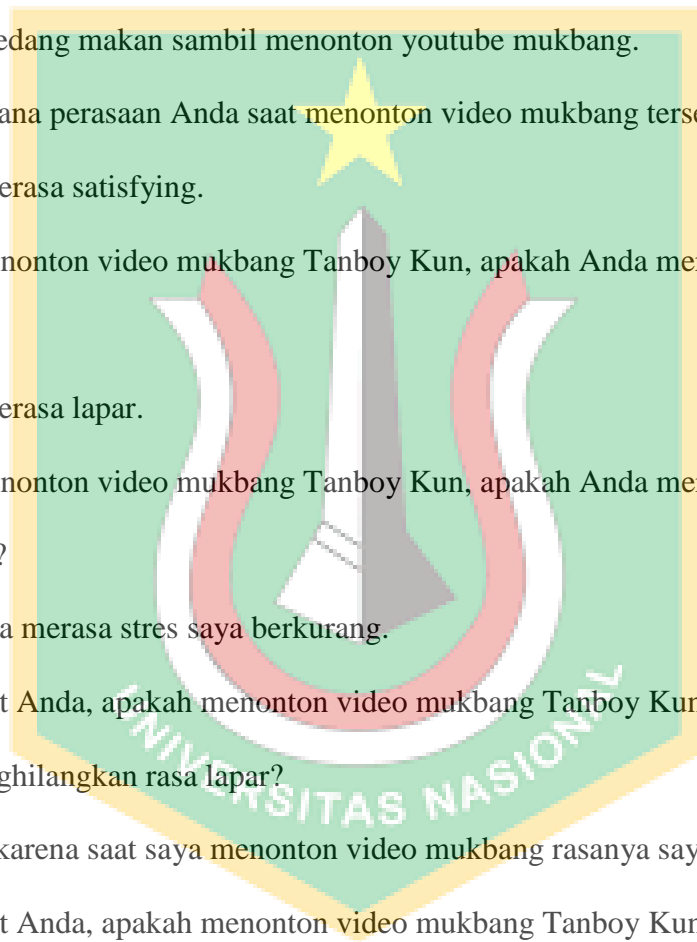 edang makan sambil menonton youtube mukbang.
ana perasaan Anda saat menonton video mukbang terse
erasa satisfying.
nonton video mukbang Tanboy Kun, apakah Anda me
erasa lapar.
nonton video mukbang Tanboy Kun, apakah Anda me
?
a merasa stres saya berkurang.
t Anda, apakah menonton video mukbang Tanboy Kun
ghilangkan rasa lapar?
karena saat saya menonton video mukbang rasanya say
t Anda, apakah menonton video mukbang Tanboy Kun
UNIVERSITAS NASIONAL